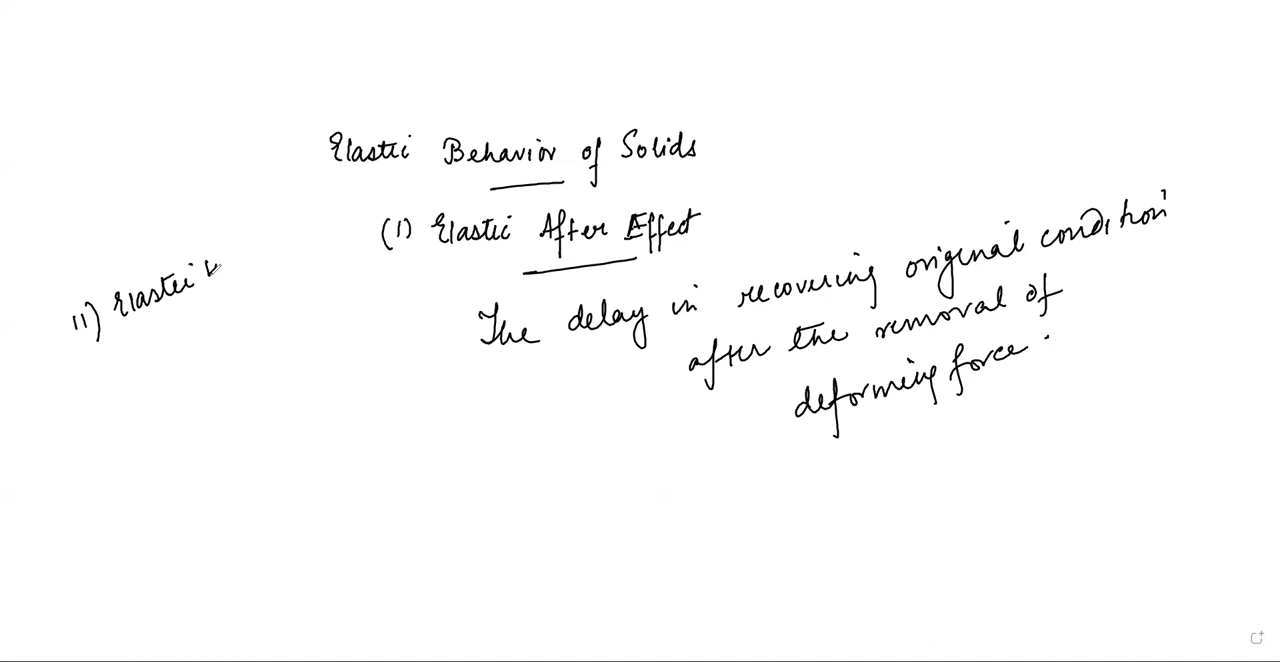 Elastic Behavior of Solids
(1) Elastic After Effect
The delay in recovering original condition
after the removal of
deforming force.
11) Elastic